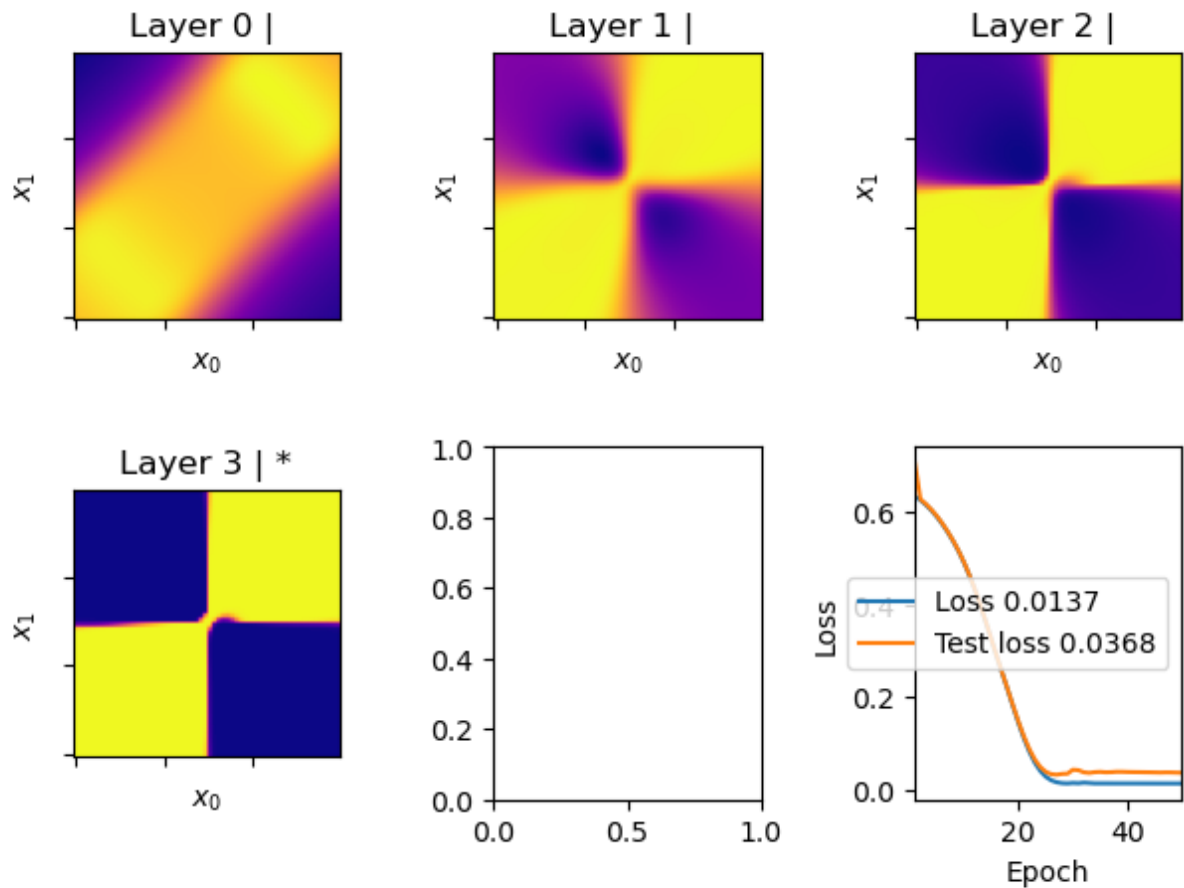 Layer 0 |
Layer 1 |
Layer 2 |
x₁
x₁
x₁
x₀
x₀
x₀
Layer 3 | *
x₁
x₀
1.0
0.8
0.6
0.4
0.2
0.0
0.0
0.5
1.0
Loss
0.6
0.4
0.2
0.0
Loss 0.0137
Test loss 0.0368
20
40
Epoch